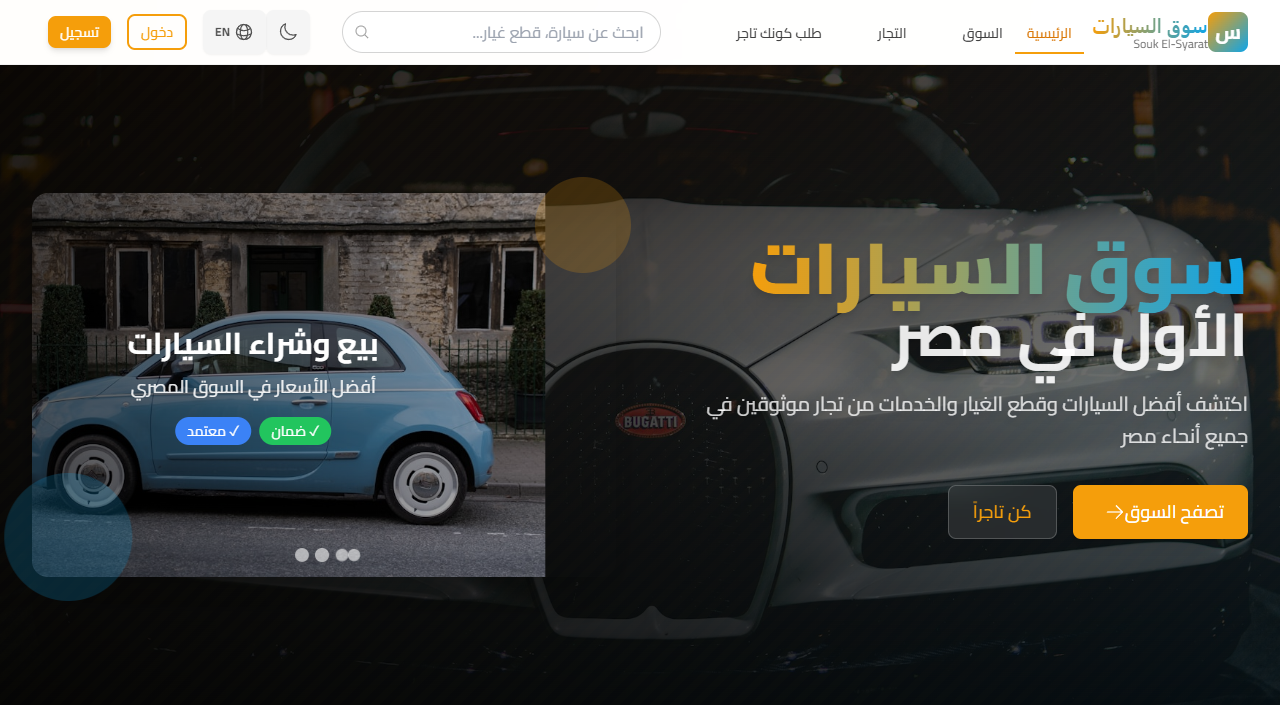 س
سوق السيارات
Souk El-Syarat
الرئيسية
السوق
التجار
طلب كونك تاجر
ابحث عن سيارة، قطع غيار...
EN
دخول
تسجيل
سوق السيارات
الأول في مصر
اكتشف أفضل السيارات وقطع الغيار والخدمات من تجار موثوقين في
جميع أنحاء مصر
تصفح السوق
كن تاجراً
BUGATTI
بيع وشراء السيارات
أفضل الأسعار في السوق المصري
✓ ضمان
✓ معتمد